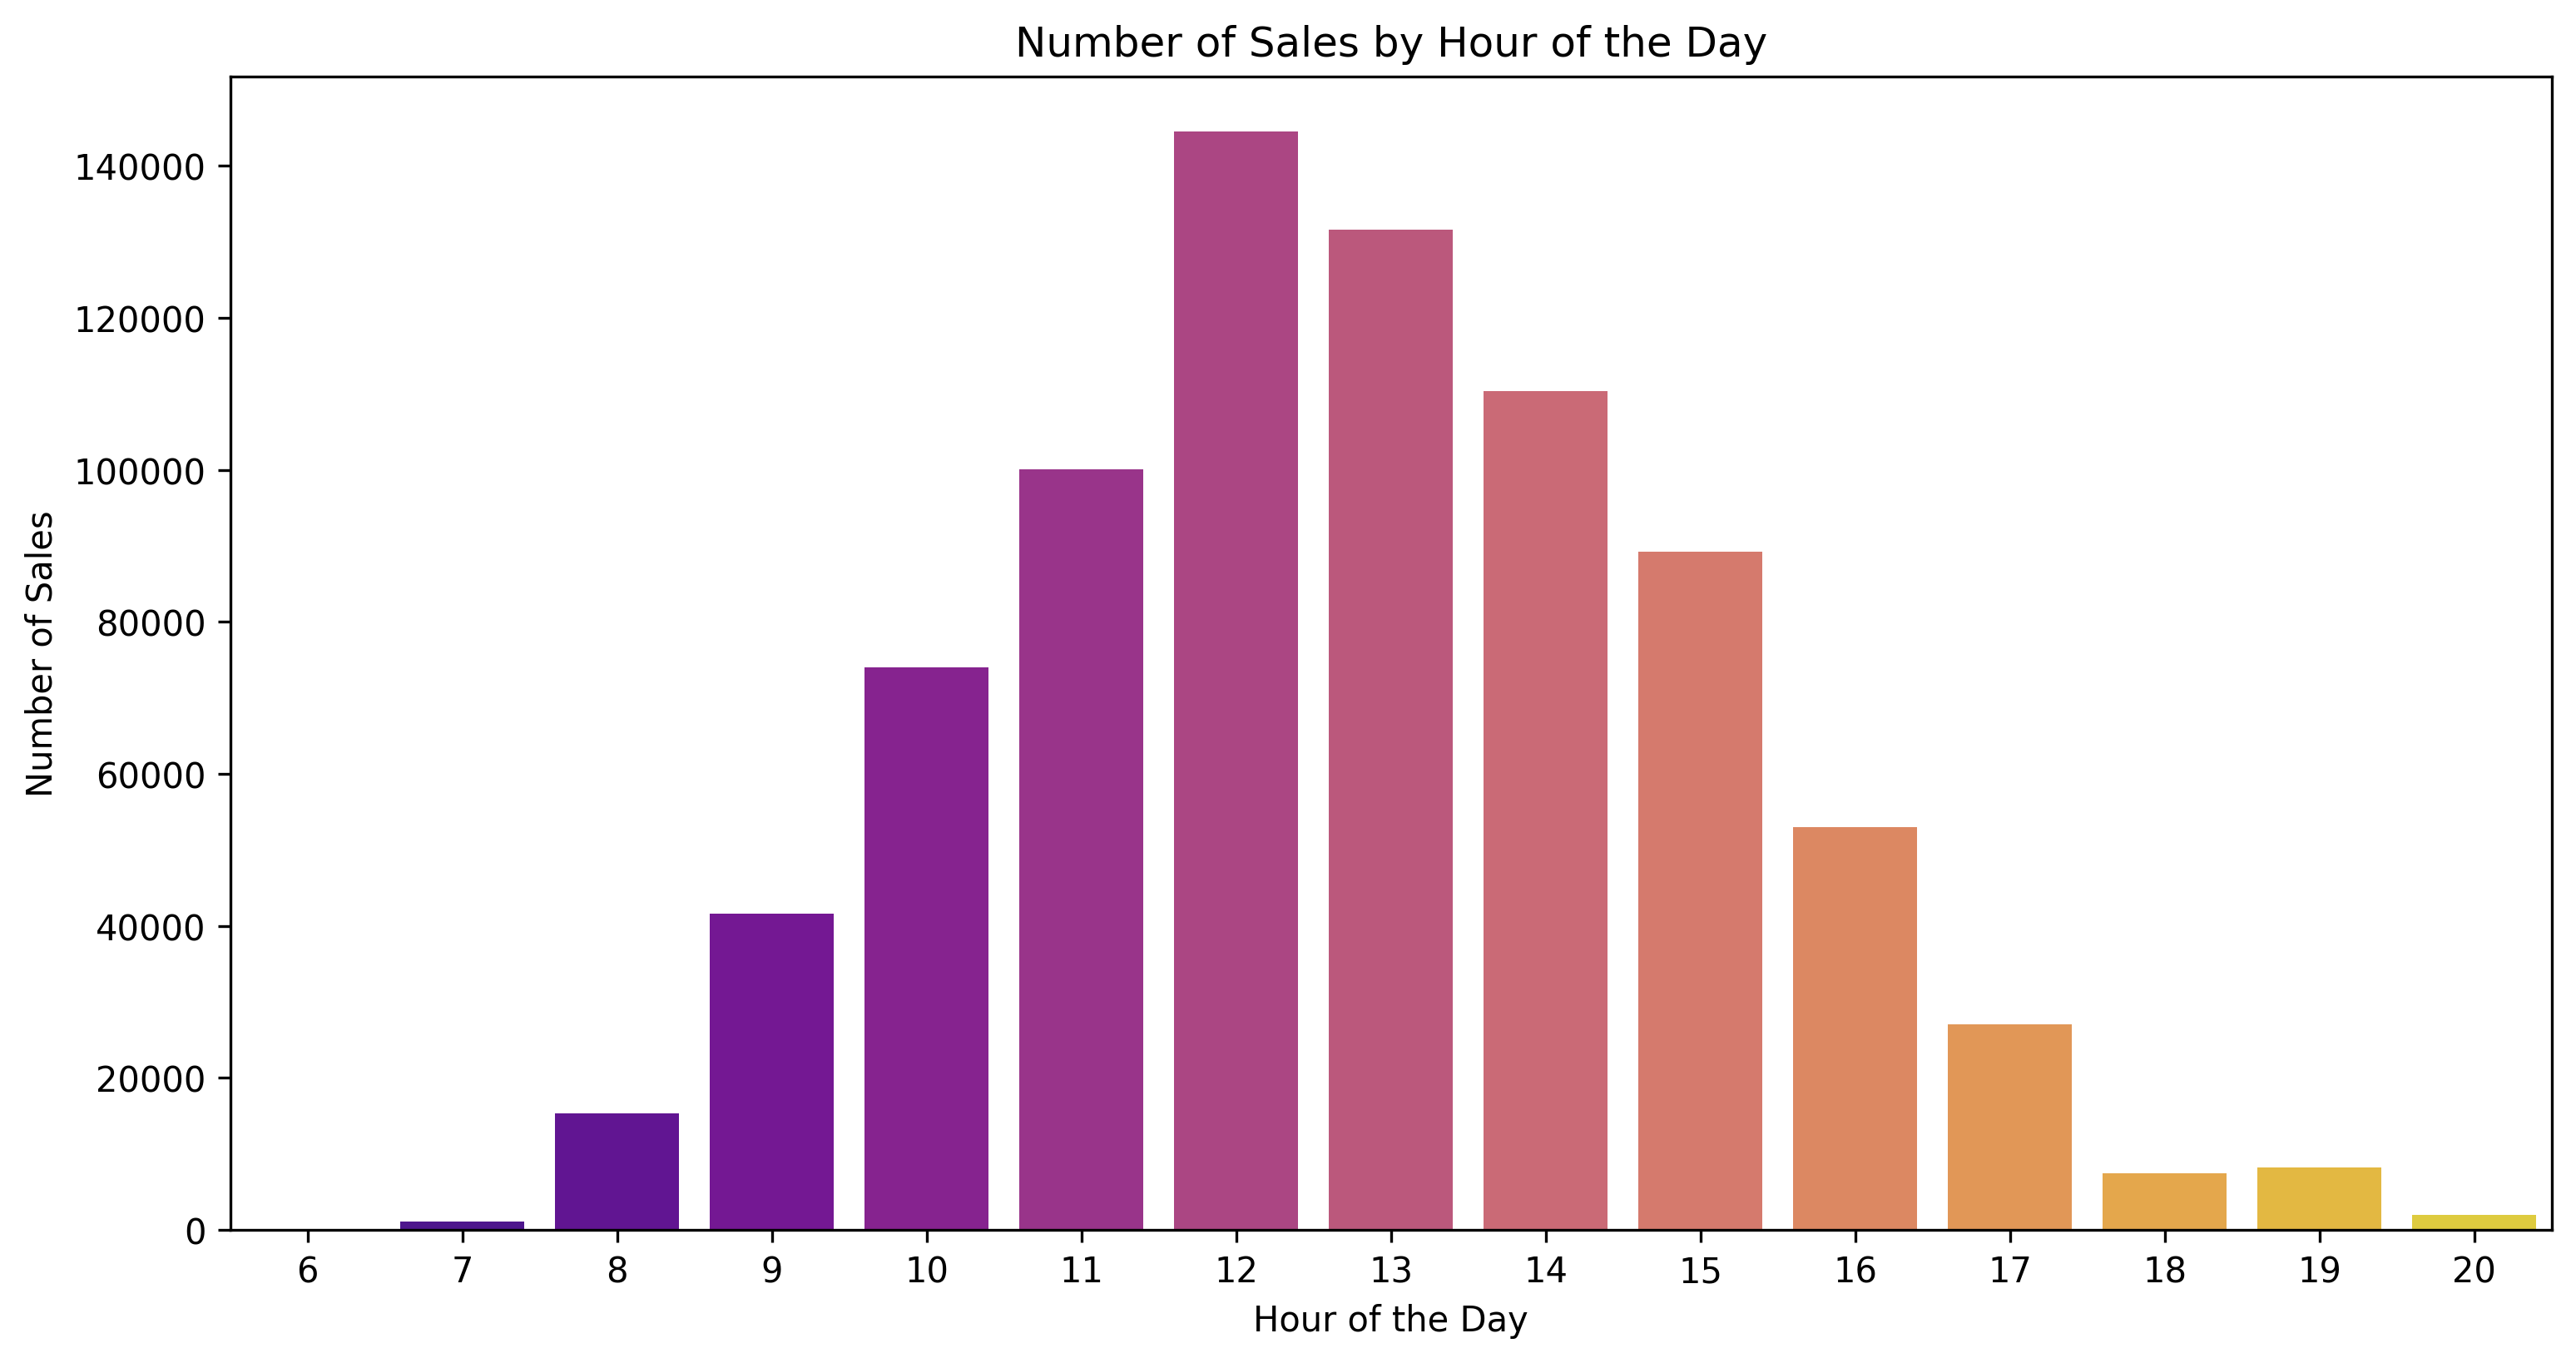 Number of Sales by Hour of the Day
Number of Sales
140000
120000
100000
80000
60000
40000
20000
0
6 7 8 9 10 11 12 13 14 15 16 17 18 19 20
Hour of the Day